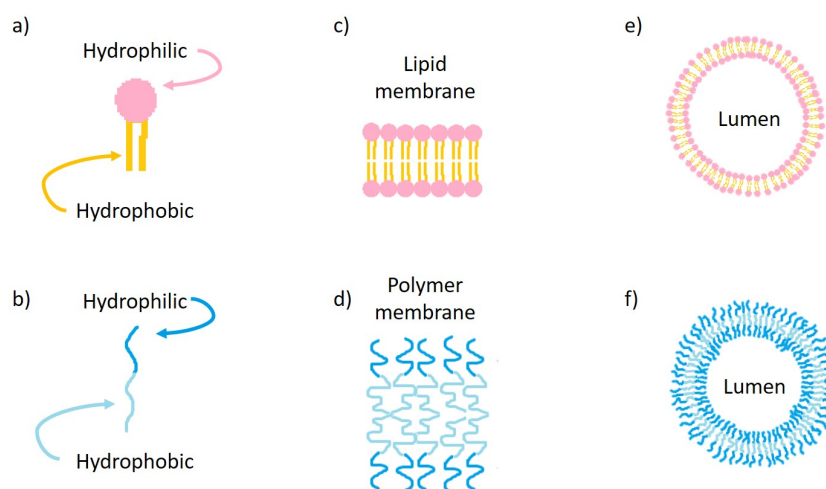 a)
Hydrophilic
Hydrophobic
c)
Lipid
membrane
e)
Lumen
b)
Hydrophilic
Hydrophobic
d)
Polymer
membrane
f)
Lumen